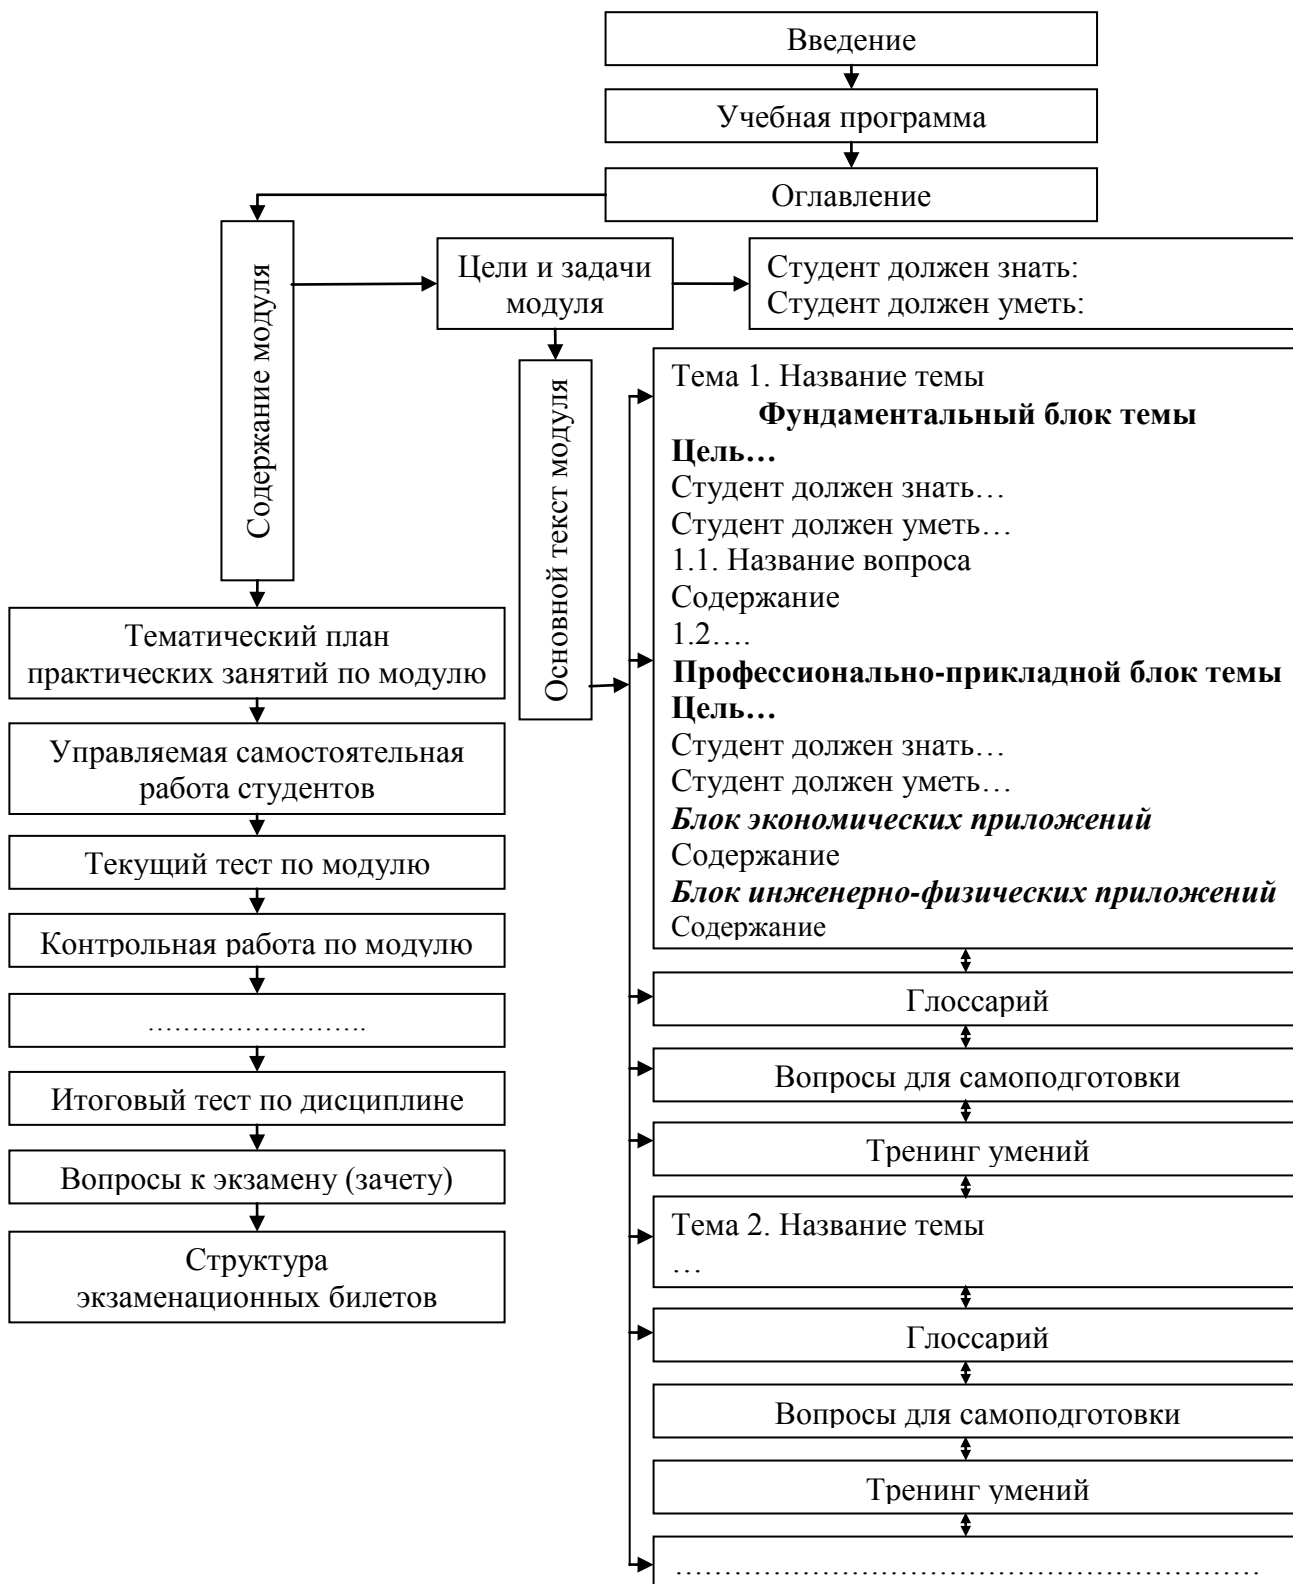 Введение
Учебная программа
Оглавление
Содержание модуля
Цели и задачи
модуля
Студент должен знать:
Студент должен уметь:
Основной текст модуля
Тема 1. Название темы
Фундаментальный блок темы
Цель…
Студент должен знать…
Студент должен уметь…
1.1. Название вопроса
Содержание
1.2….
Профессионально-прикладной блок темы
Цель…
Студент должен знать…
Студент должен уметь…
Блок экономических приложений
Содержание
Блок инженерно-физических приложений
Содержание
Глоссарий
Вопросы для самоподготовки
Тренинг умений
Тема 2. Название темы
…
Глоссарий
Вопросы для самоподготовки
Тренинг умений
…………………………………………………………
Тематический план
практических занятий по модулю
Управляемая самостоятельная
работа студентов
Текущий тест по модулю
Контрольная работа по модулю
…………………….
Итоговый тест по дисциплине
Вопросы к экзамену (зачету)
Структура
экзаменационных билетов